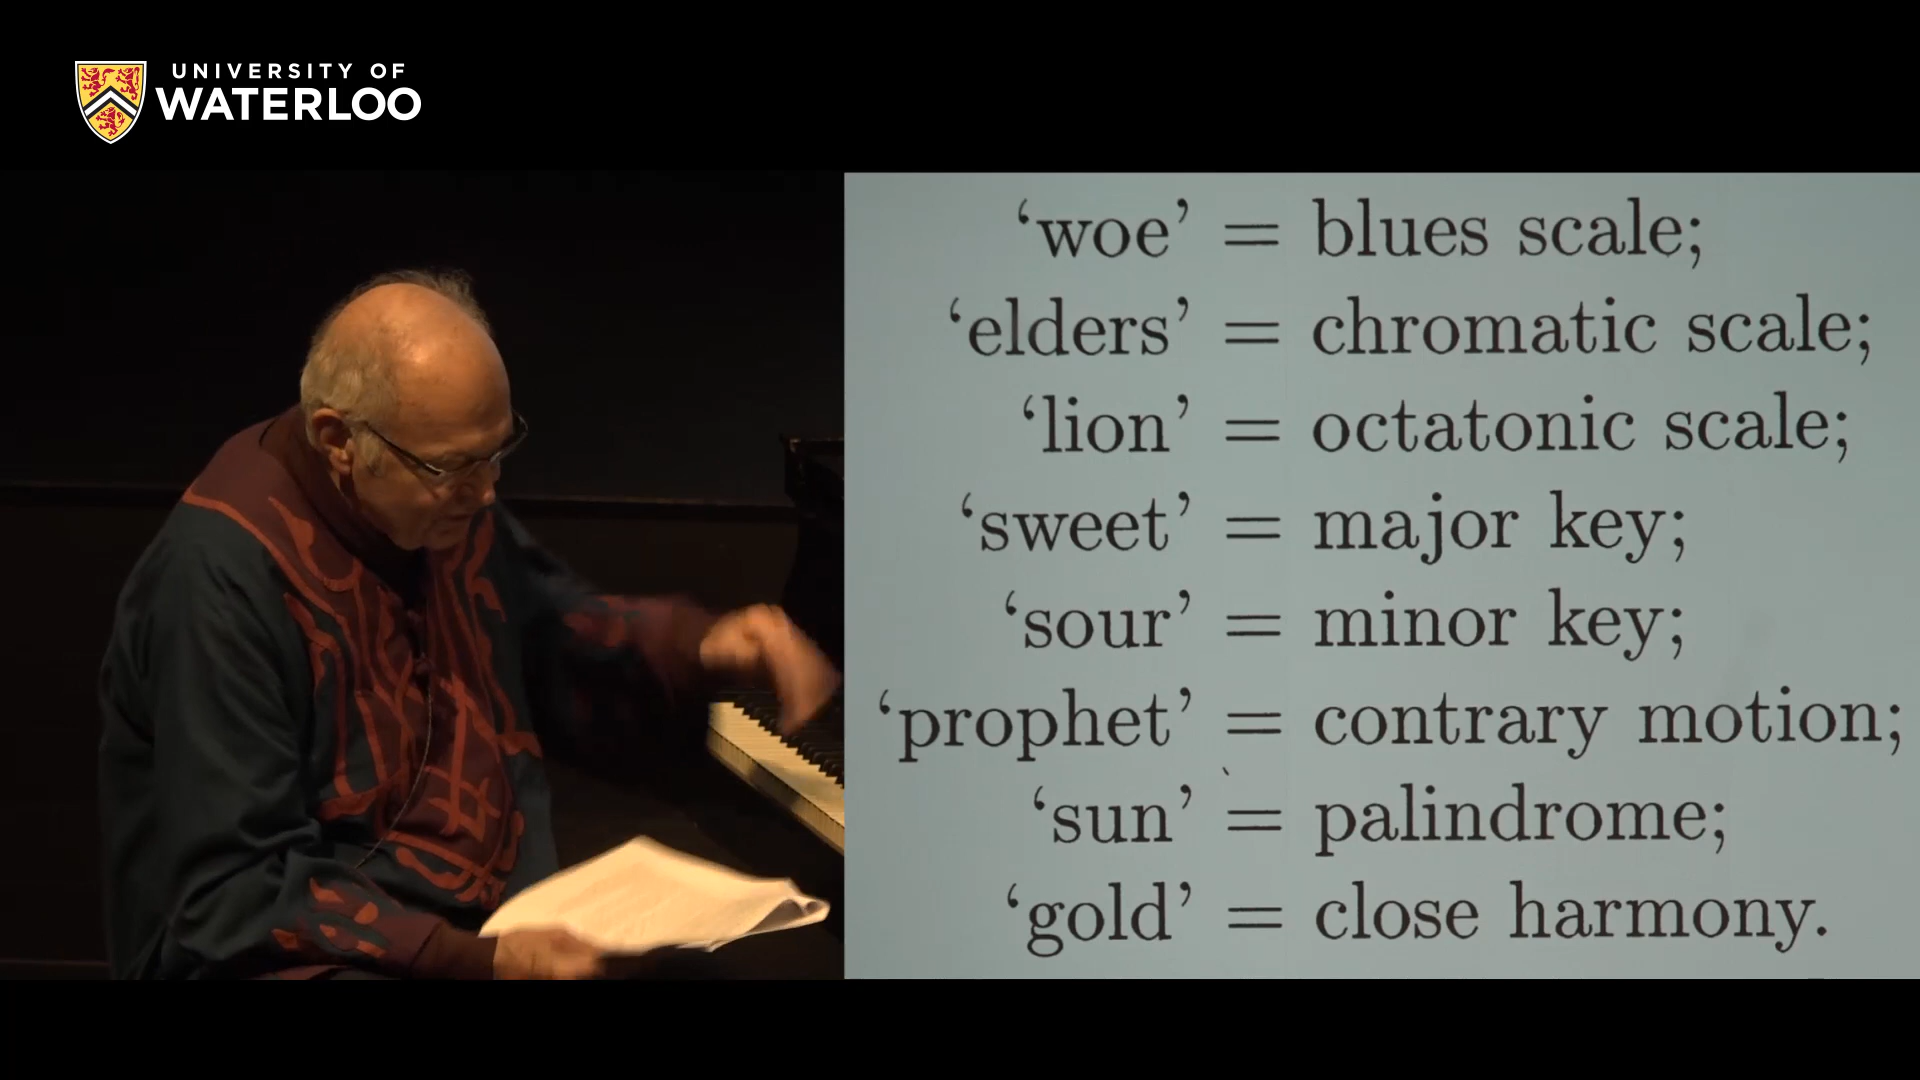 UNIVERSITY OF
WATERLOO
‘woe’ = blues scale;
‘elders’ = chromatic scale;
‘lion’ = octatonic scale;
‘sweet’ = major key;
‘sour’ = minor key;
‘prophet’ = contrary motion;
‘sun’ = palindrome;
‘gold’ = close harmony.